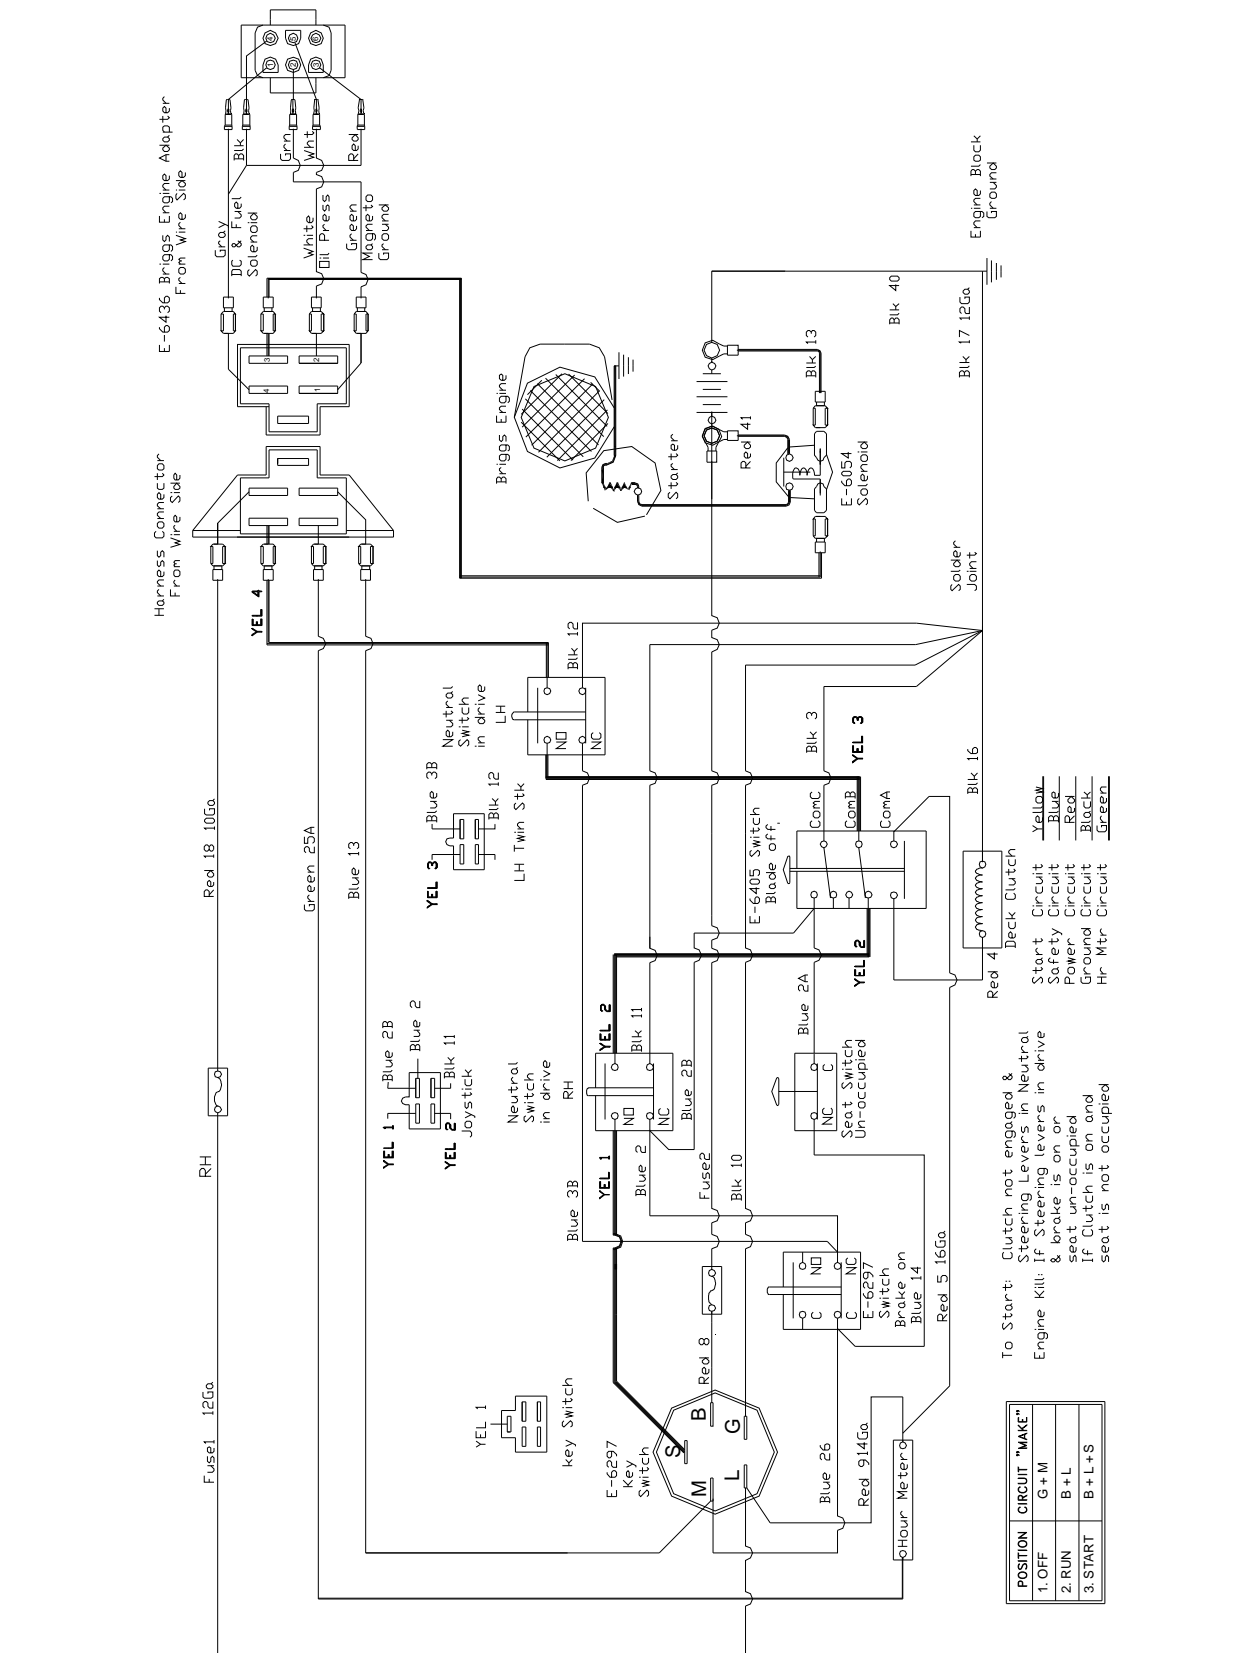 E-6436 Briggs Engine Adapter
From Wire Side
4
5
6
1
2
3
Blk
Grn
Wht
Red
Gray
DC & Fuel
Solenoid
White
Oil Press
Green
Magneto
Ground
3
2
4
1
Harness Connector
From Wire Side
YEL 4
Red 18 10Ga
Green 25A
Blue 13
RH
Fuse1 12Ga
Briggs Engine
Starter
Red 41
Blk 13
E-6054
Solenoid
Blk 40
Blk 17 12Ga
Engine Block
Ground
Solder
Joint
Neutral
Switch
in drive
LH
NO
NC
Blk 12
Blue 3B
Blk 12
YEL 3
LH Twin Stk
Blk 3
YEL 3
E-6405 Switch
Blade off.
ComC
ComB
ComA
Blk 16
Deck Clutch
Red 4
YEL 2
Blue 2A
YEL 1
Blue 2B
Blue 2
Blk 11
YEL 2
Joystick
Neutral
Switch
in drive
RH
YEL 2
Blk 11
NO
NC
Blue 2B
YEL 1
Blue 2
Blue 3B
Fuse2
Blk 10
Seat Switch
Un-occupied
NC
C
NO
NC
C
C
E-6297
Switch
Brake on
Blue 14
Red 5 16Ga
Red 8
YEL 1
key Switch
E-6297
Key
Switch
S
B
G
M
L
Blue 26
Red 914Ga
Hour Meter
Start Circuit Yellow
Safety Circuit Blue
Power Circuit Red
Ground Circuit Black
Hr Mtr Circuit Green
To Start: Clutch not engaged &
Steering Levers in Neutral
Engine Kill: If Steering levers in drive
& brake is on or
seat un-occupied
If Clutch is on and
seat is not occupied
POSITION CIRCUIT "MAKE"
1. OFF G + M
2. RUN B + L
3. START B + L + S